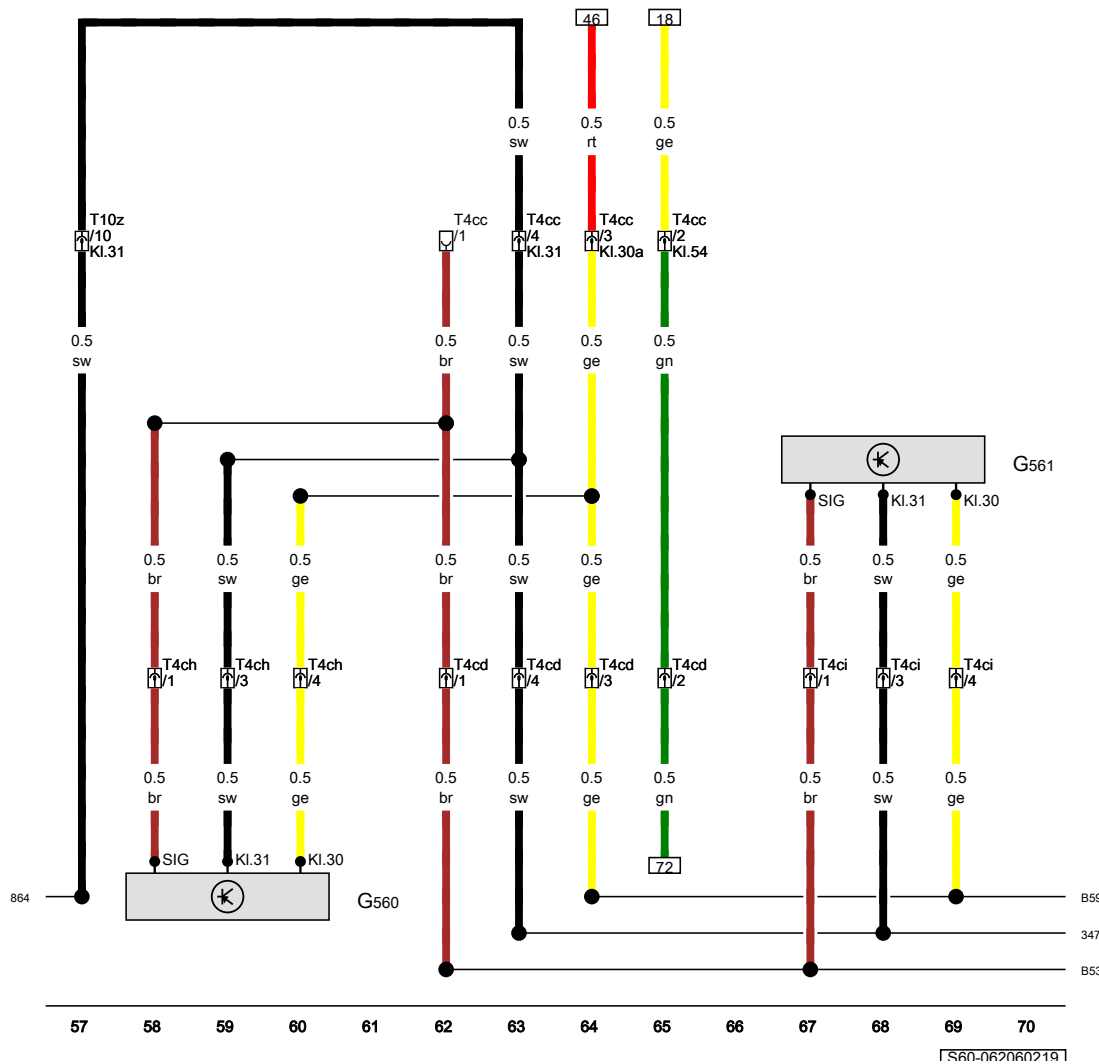 46 18
0.5 0.5 0.5
sw rt ge
T10z T4cc T4cc T4cc T4cc
/10 /1 /4 /3 /2
Kl.31 Kl.31 Kl.30a Kl.54
0.5 0.5 0.5 0.5 0.5
sw br sw ge gn
G561
SIG Kl.31 Kl.30
0.5 0.5 0.5 0.5 0.5 0.5 0.5 0.5 0.5
br sw ge br sw ge br sw ge
T4ch T4ch T4ch T4cd T4cd T4cd T4cd T4ci T4ci T4ci
/1 /3 /4 /1 /4 /3 /2 /1 /3 /4
0.5 0.5 0.5 0.5 0.5 0.5 0.5 0.5 0.5 0.5
br sw ge br sw ge gn br sw ge
SIG Kl.31 Kl.30 72
864 G560 B59
347
B53
57 58 59 60 61 62 63 64 65 66 67 68 69 70
S60-062060219